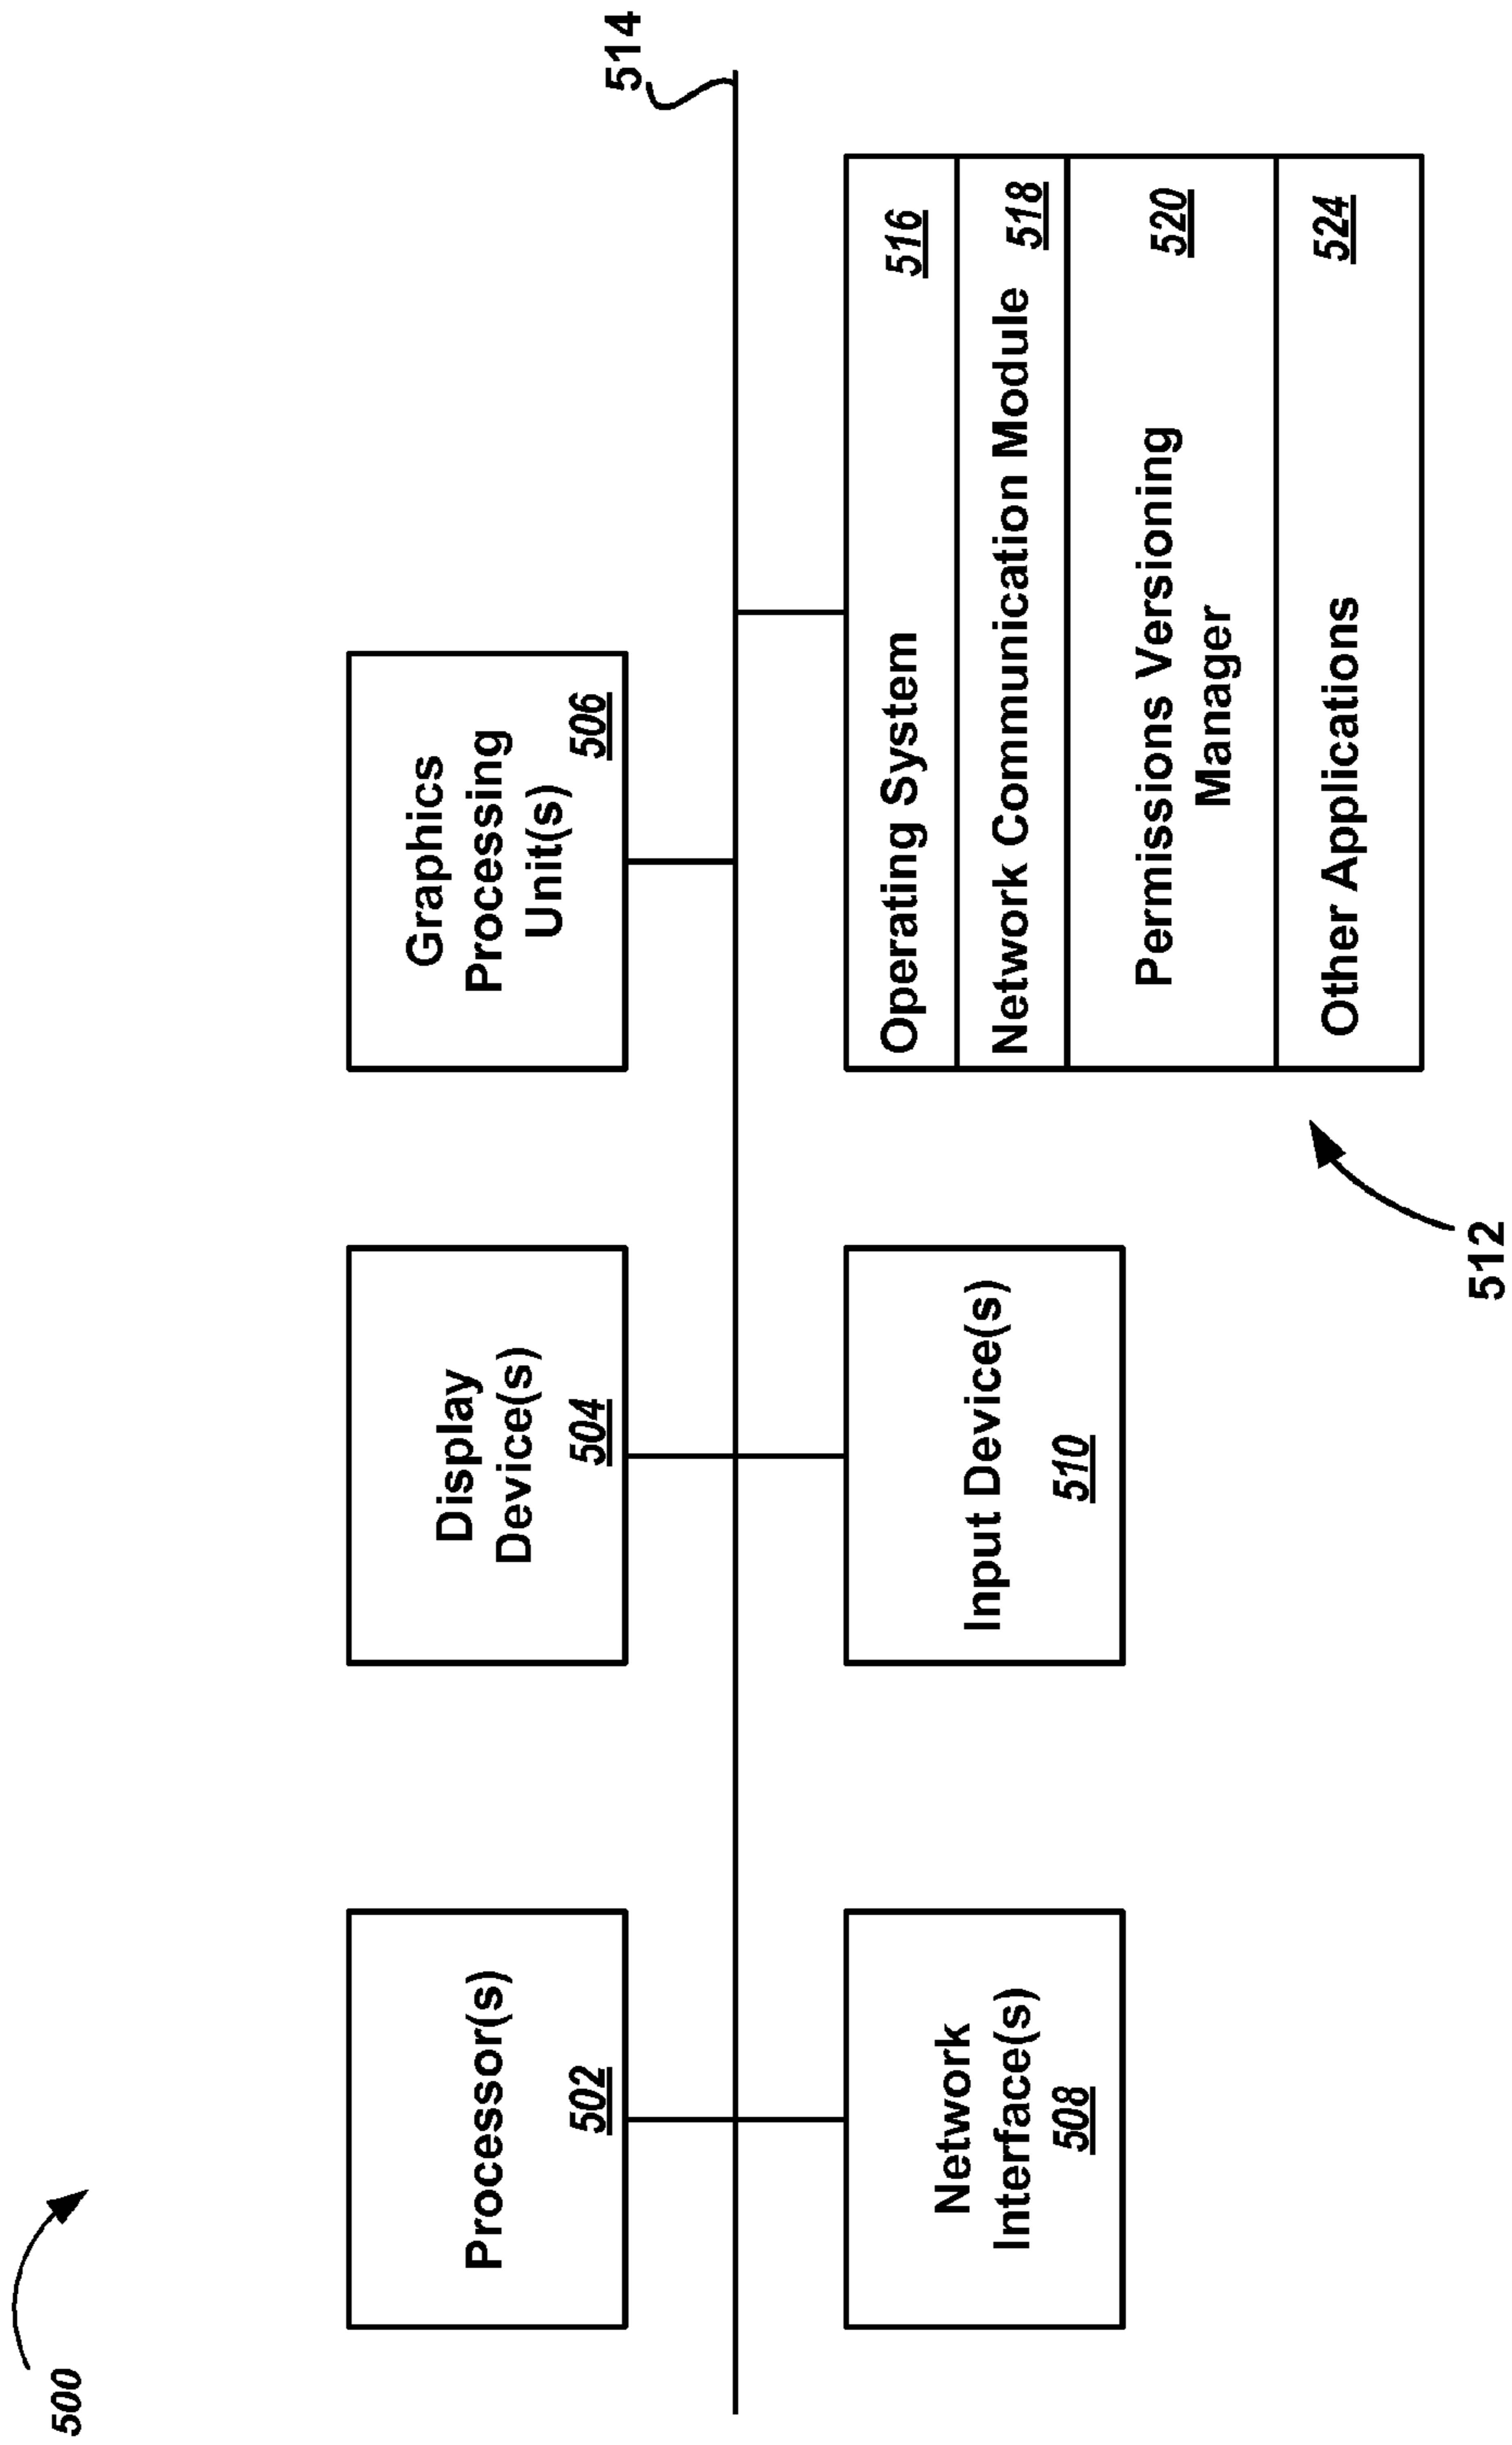 500
Processor(s)
502
Display
Device(s)
504
Graphics
Processing
Unit(s)
506
514
Network
Interface(s)
508
Input Device(s)
510
Operating System 516
Network Communication Module 518
Permissions Versioning
Manager
520
Other Applications 524
512